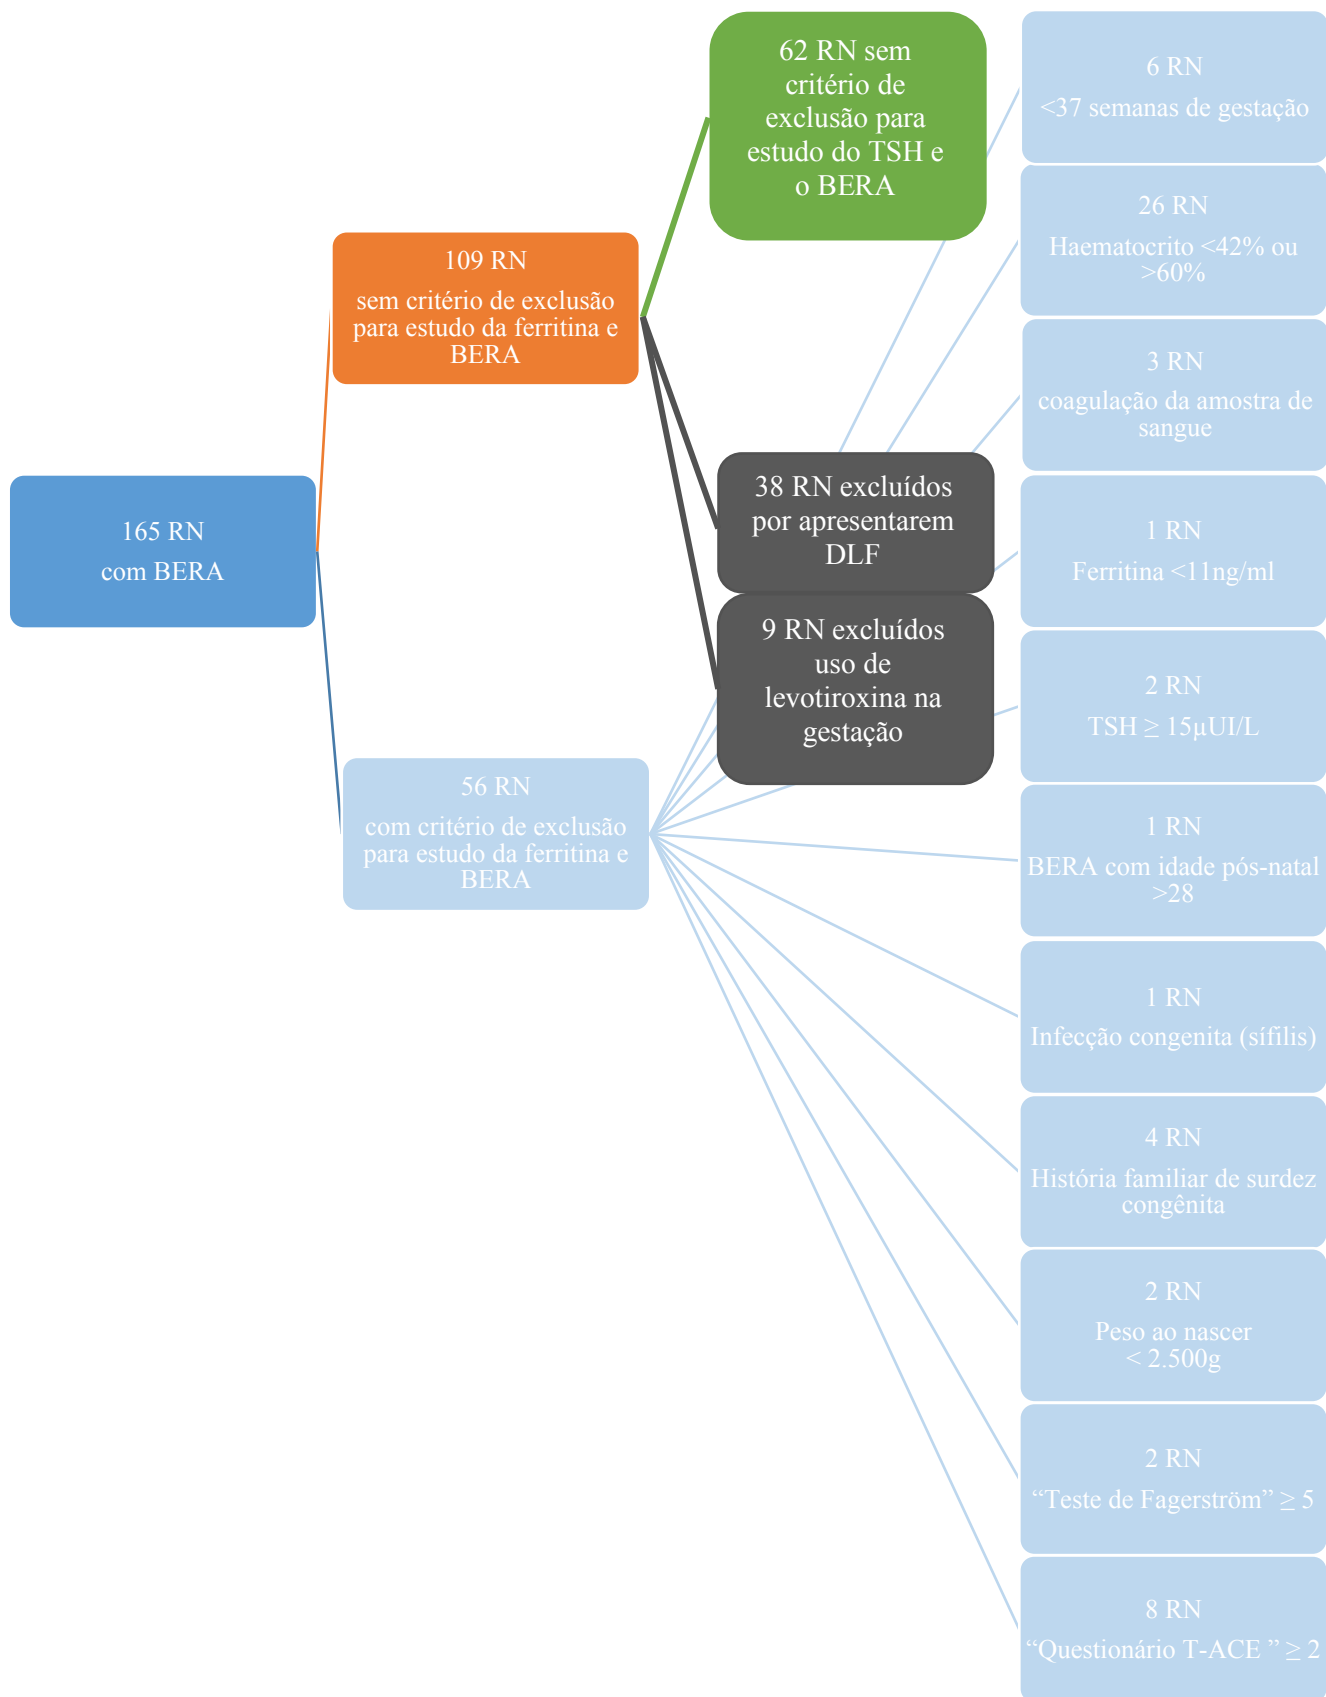 165 RN
com BERA
109 RN
sem critério de exclusão
para estudo da ferritina e
BERA
56 RN
com critério de exclusão
para estudo da ferritina e
BERA
62 RN sem
critério de
exclusão para
estudo do TSH e
o BERA
38 RN excluídos
por apresentarem
DLF
9 RN excluídos
uso de
levotiroxina na
gestação
6 RN
<37 semanas de gestação
26 RN
Haematocrito <42% ou
>60%
3 RN
coagulação da amostra de
sangue
1 RN
Ferritina <11ng/ml
2 RN
TSH ≥ 15µUI/L
1 RN
BERA com idade pós-natal
>28
1 RN
Infecção congenita (sífilis)
4 RN
História familiar de surdez
congênita
2 RN
Peso ao nascer
< 2.500g
2 RN
“Teste de Fagerström” ≥ 5
8 RN
“Questionário T-ACE ” ≥ 2